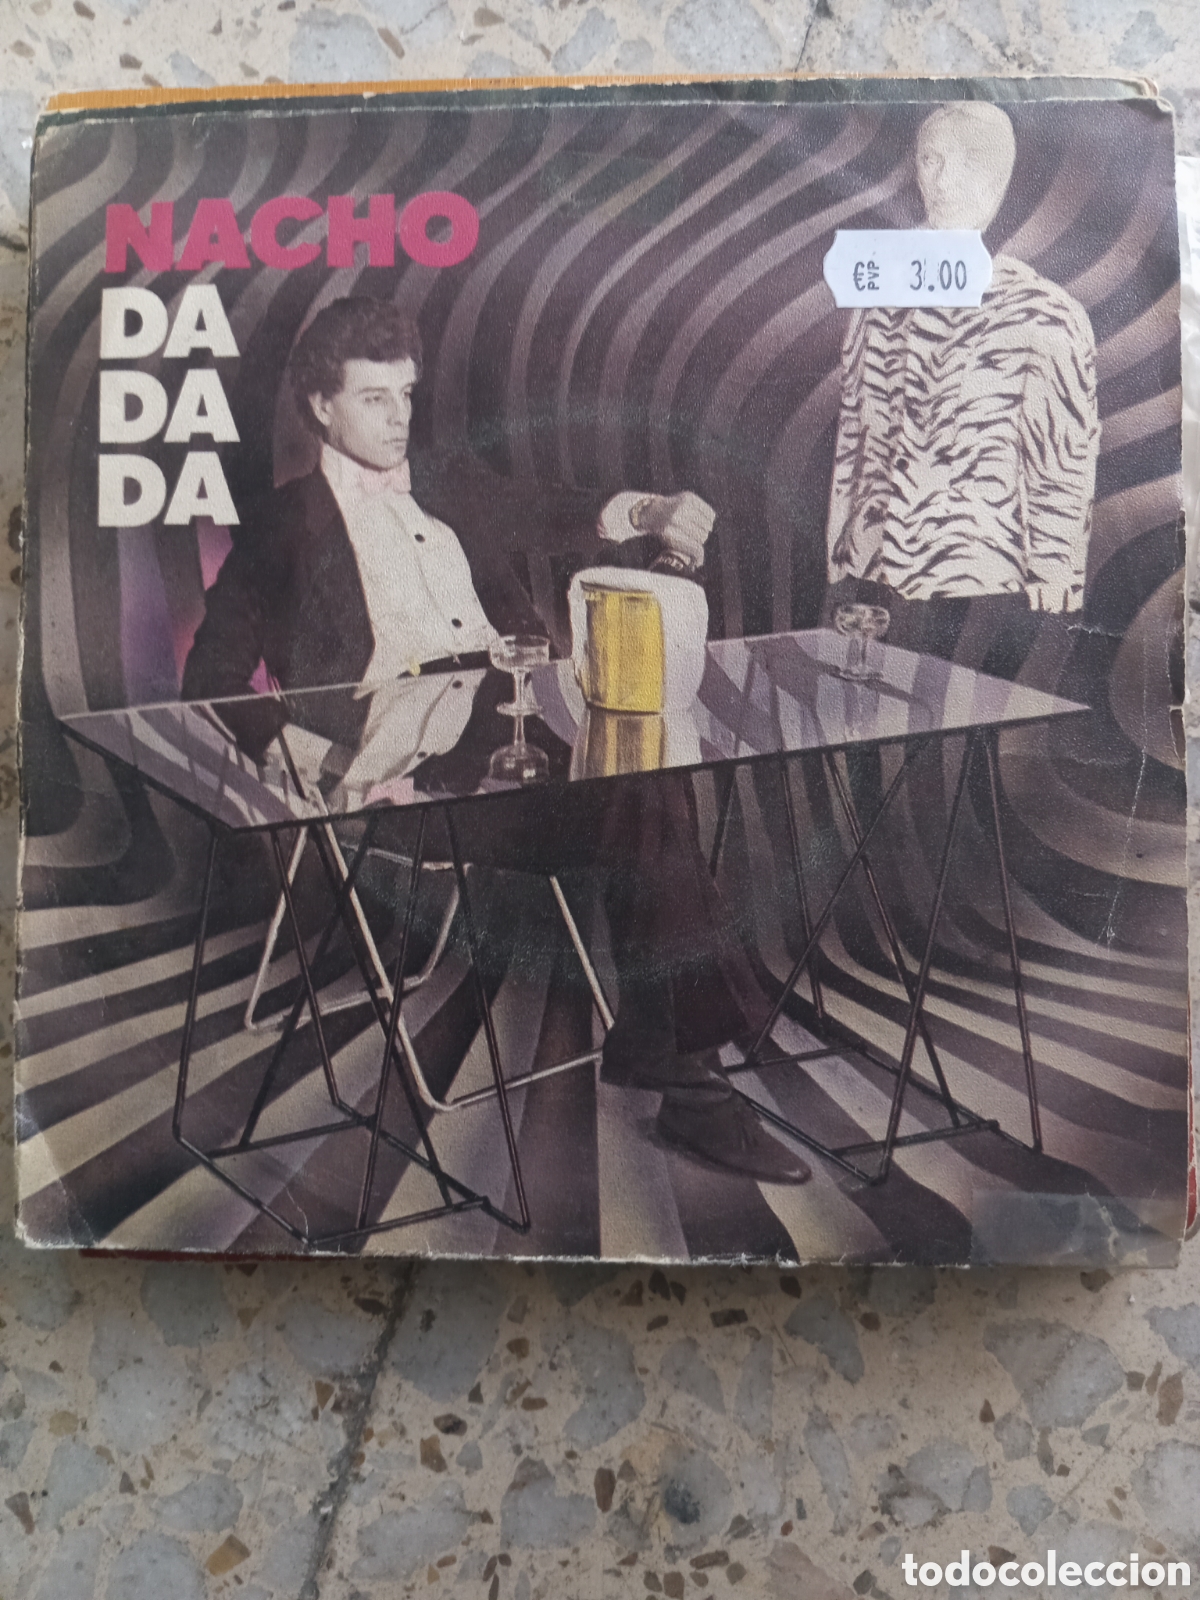 NACHO
DA
DA
DA
€ PVP 3.00
todocoleccion